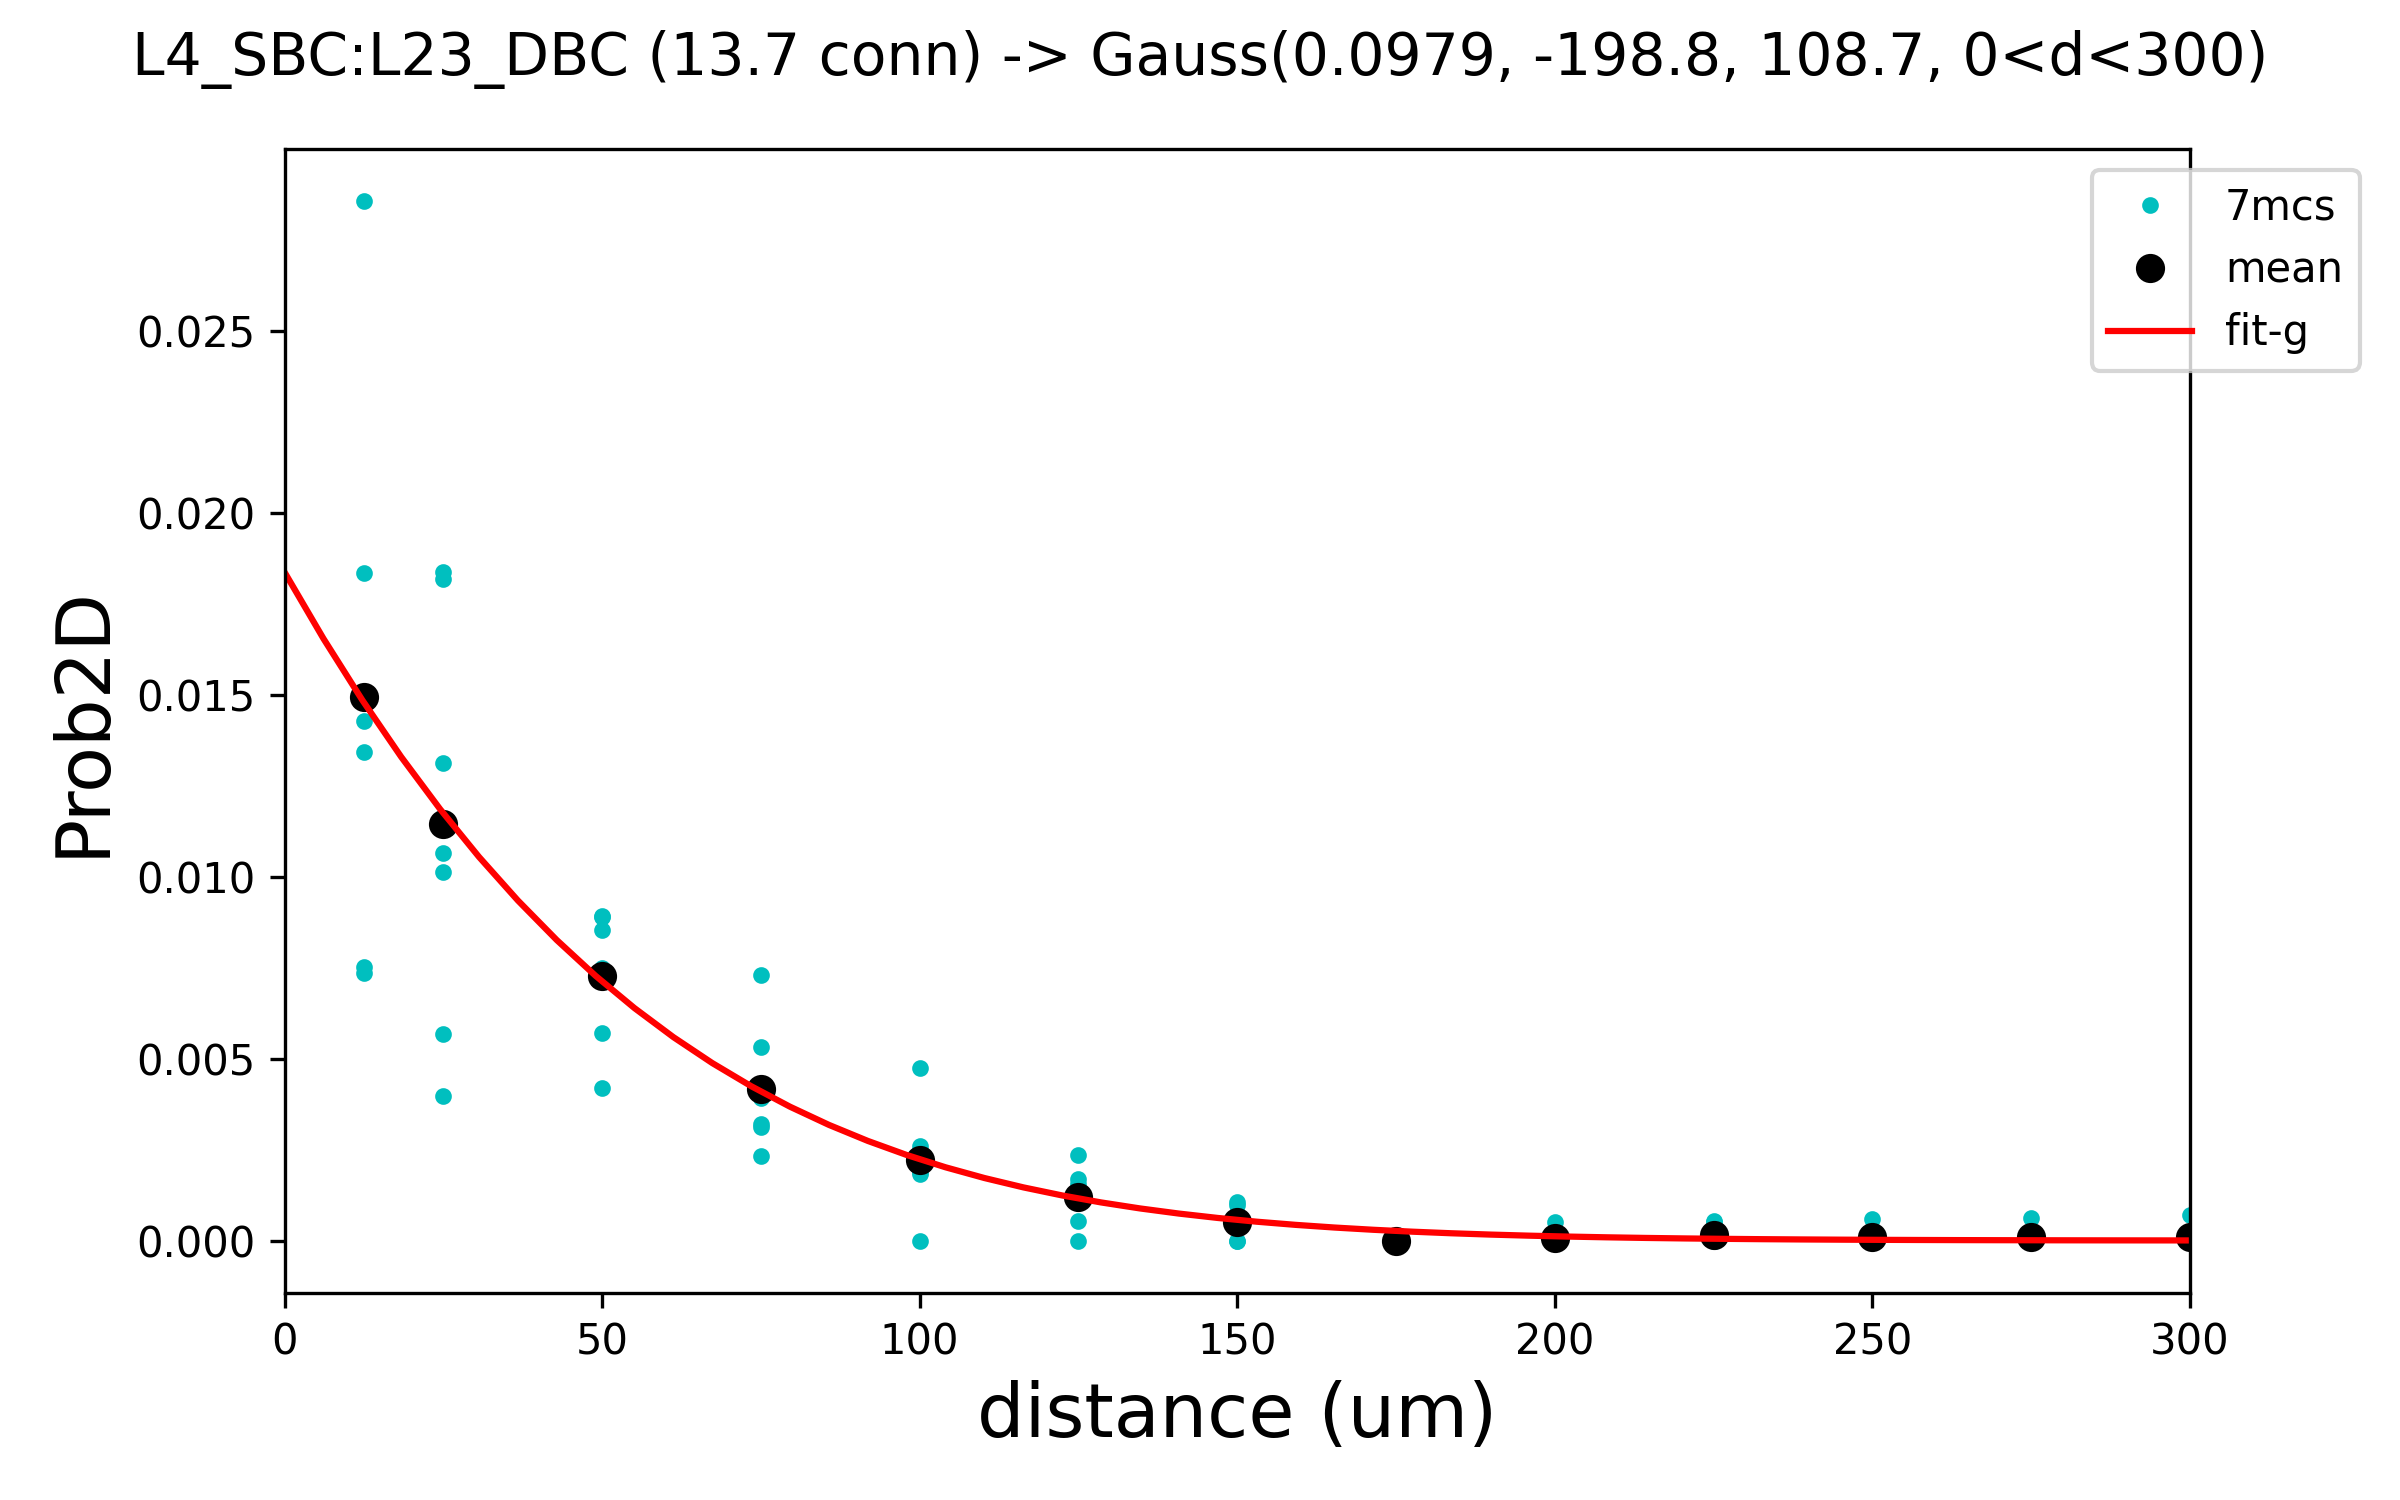 L4_SBC:L23_DBC (13.7 conn) -> Gauss(0.0979, -198.8, 108.7, 0<d<300)
7mcs
mean
fit-g
Prob2D
0.025
0.020
0.015
0.010
0.005
0.000
0 50 100 150 200 250 300
distance (um)